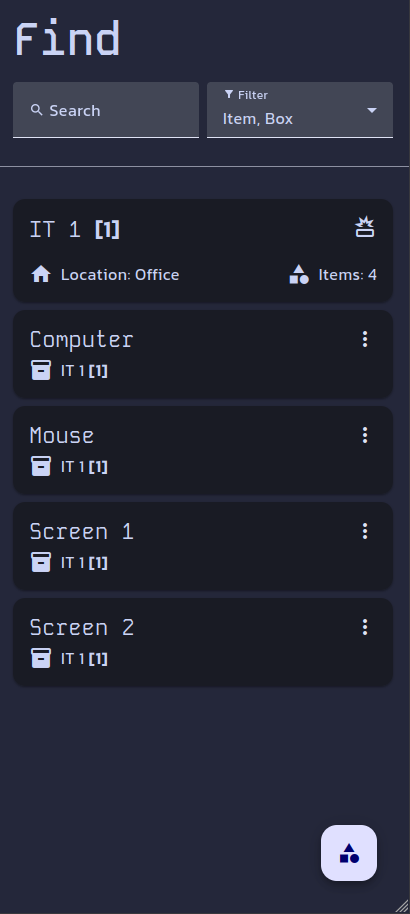 Find
Search
Filter
Item, Box
IT 1 [1]
Location: Office
Items: 4
Computer
IT 1 [1]
Mouse
IT 1 [1]
Screen 1
IT 1 [1]
Screen 2
IT 1 [1]